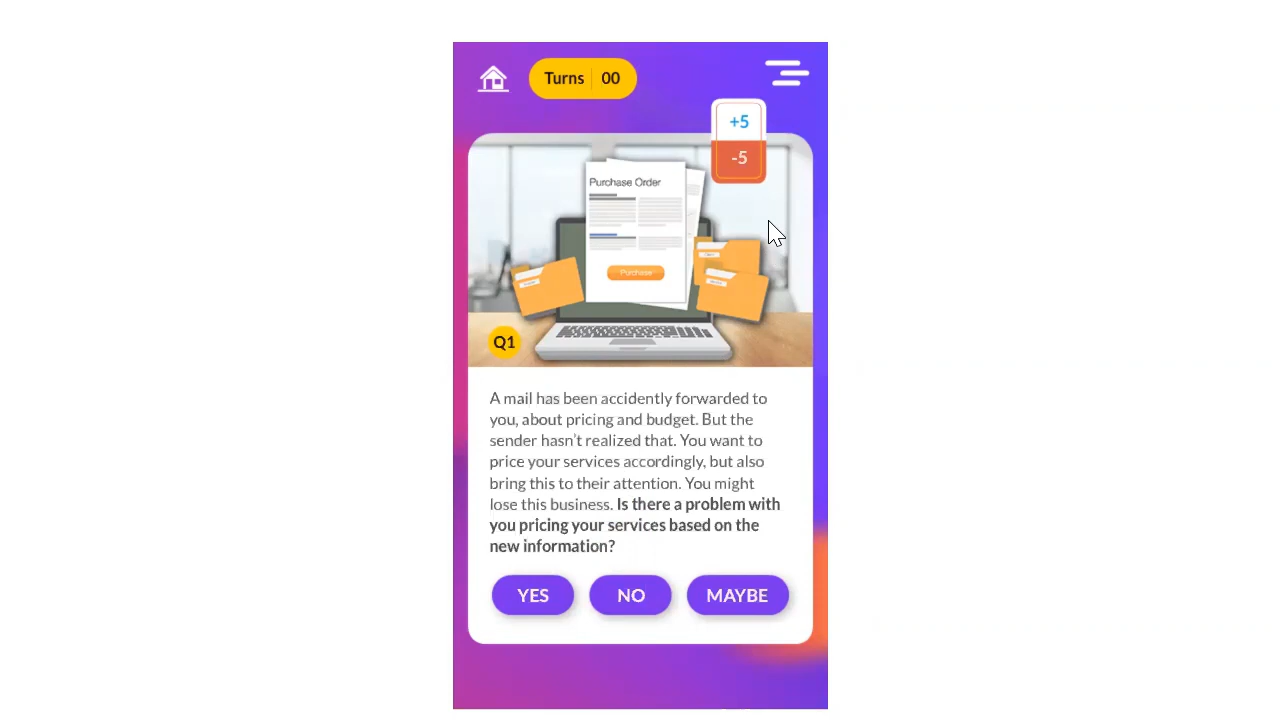 Turns 00
+5
-5
Purchase Order
Purchase
Q1
A mail has been accidently forwarded to
you, about pricing and budget. But the
sender hasn't realized that. You want to
price your services accordingly, but also
bring this to their attention. You might
lose this business. Is there a problem with
you pricing your services based on the
new information?
YES NO MAYBE